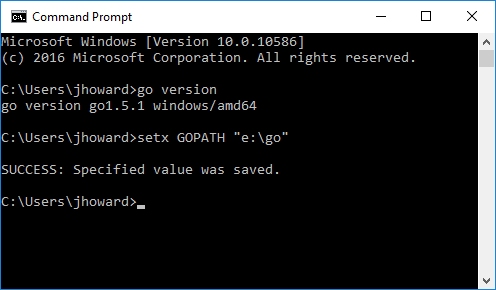 Command Prompt
Microsoft Windows [Version 10.0.10586]
(c) 2016 Microsoft Corporation. All rights reserved.
C:\Users\jhoward>go version
go version go1.5.1 windows/amd64
C:\Users\jhoward>setx GOPATH "e:\go"
SUCCESS: Specified value was saved.
C:\Users\jhoward>